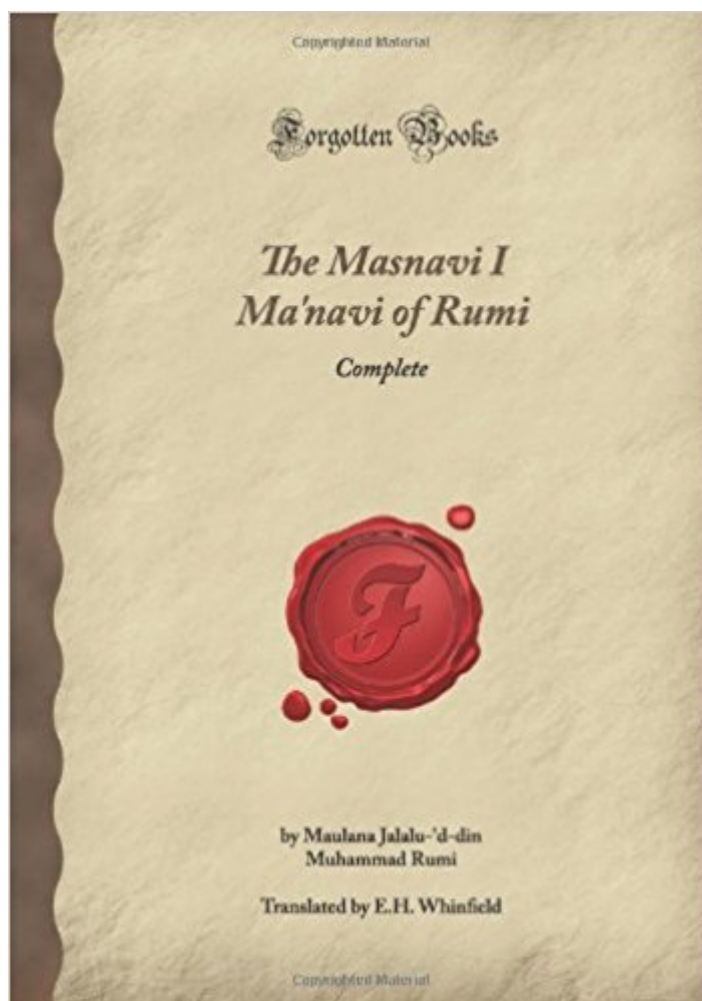 Copyrighted Material
Forgotten Books
The Masnavi I
Ma'navi of Rumi
Complete
F
by Maulana Jalalu-'d-din
Muhammad Rumi
Translated by E.H. Whinfield
Copyrighted Material